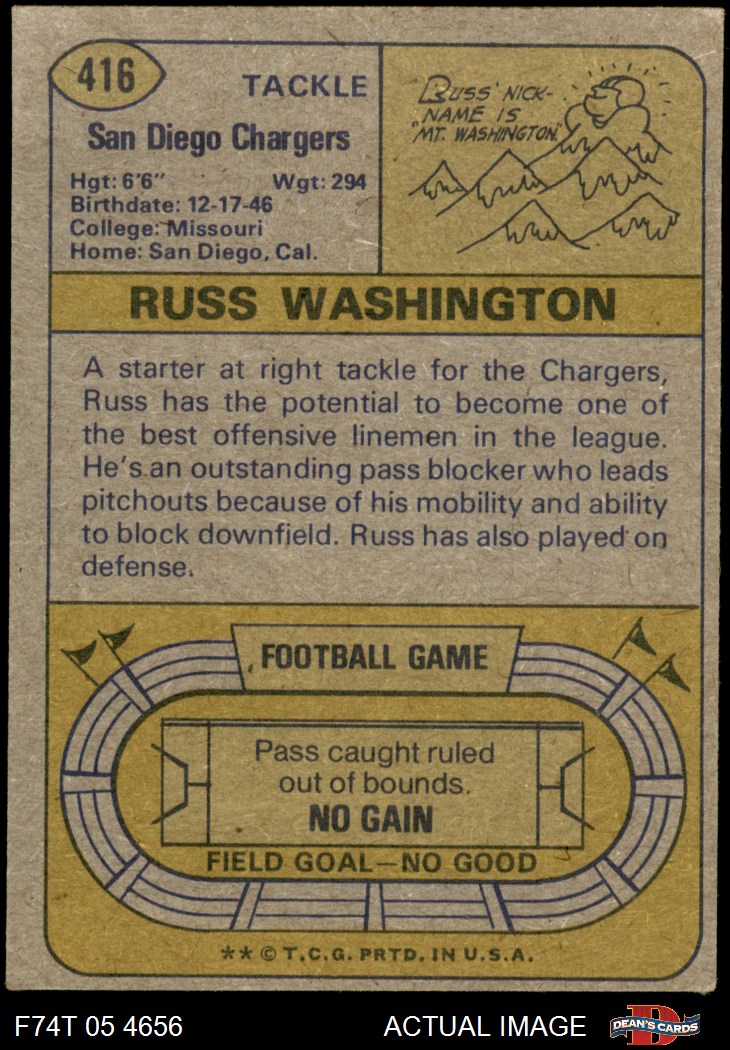 416
TACKLE
San Diego Chargers
Hgt: 6'6" Wgt: 294
Birthdate: 12-17-46
College: Missouri
Home: San Diego, Cal.
RUSS' NICK-
NAME IS
"MT. WASHINGTON."
RUSS WASHINGTON
A starter at right tackle for the Chargers,
Russ has the potential to become one of
the best offensive linemen in the league.
He's an outstanding pass blocker who leads
pitchouts because of his mobility and ability
to block downfield. Russ has also played on
defense.
FOOTBALL GAME
Pass caught ruled
out of bounds.
NO GAIN
FIELD GOAL—NO GOOD
** © T.C.G. PRTD. IN U.S.A.
F74T 05 4656 ACTUAL IMAGE
D
DEAN'S CARDS